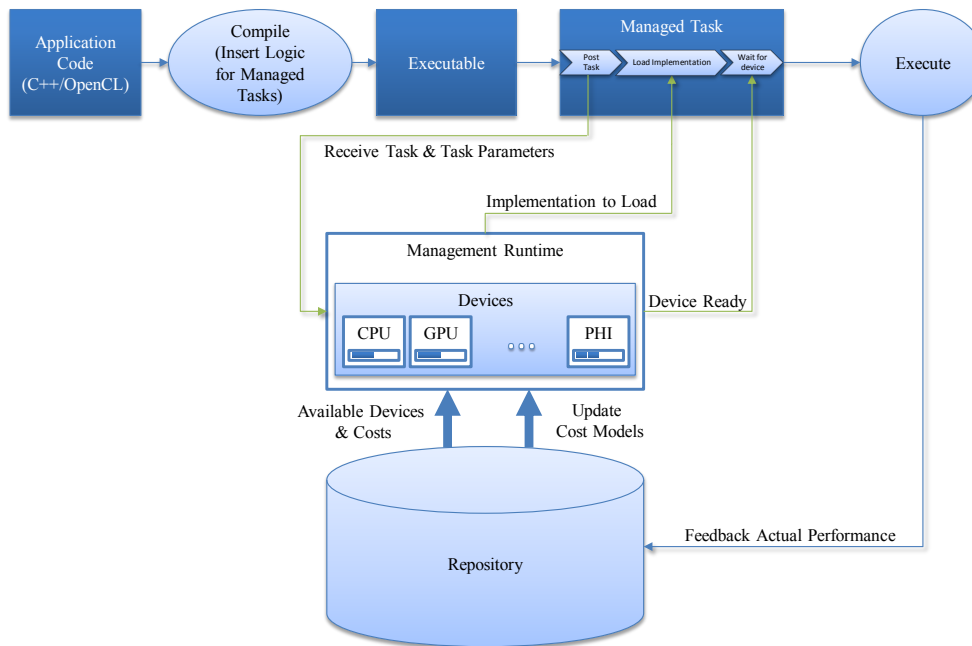 Application
Code
(C++/OpenCL)
Compile
(Insert Logic
for Managed
Tasks)
Executable
Managed Task
Post
Task
Load Implementation
Wait for
device
Execute
Receive Task & Task Parameters
Implementation to Load
Management Runtime
Devices
Device Ready
CPU
GPU
PHI
Available Devices
& Costs
Update
Cost Models
Feedback Actual Performance
Repository